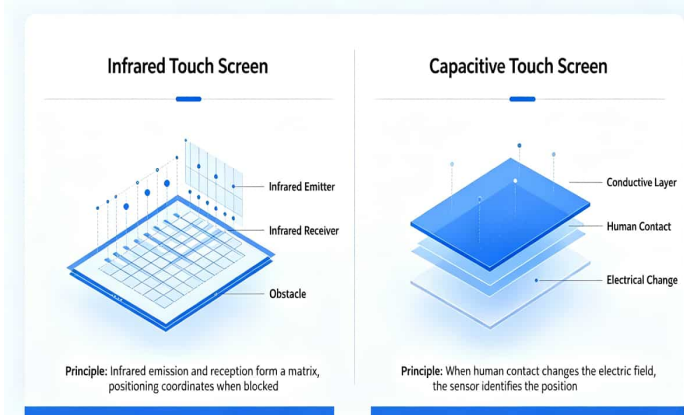 Infrared Touch Screen
Infrared Emitter
Infrared Receiver
Obstacle
Principle: Infrared emission and reception form a matrix,
positioning coordinates when blocked
Capacitive Touch Screen
Conductive Layer
Human Contact
Electrical Change
Principle: When human contact changes the electric field,
the sensor identifies the position